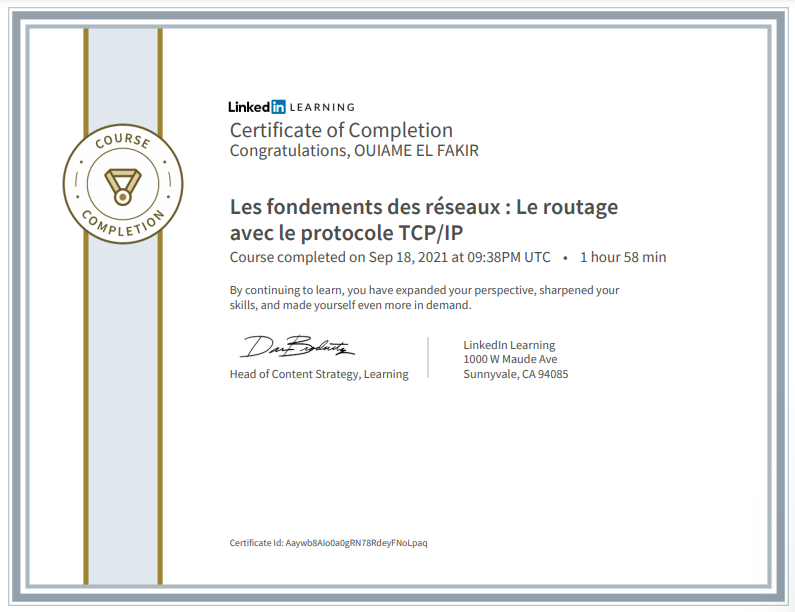 LinkedIn LEARNING
Certificate of Completion
Congratulations, OUIAME EL FAKIR
COURSE
COMPLETION
Les fondements des réseaux : Le routage
avec le protocole TCP/IP
Course completed on Sep 18, 2021 at 09:38PM UTC • 1 hour 58 min
By continuing to learn, you have expanded your perspective, sharpened your
skills, and made yourself even more in demand.
Head of Content Strategy, Learning
LinkedIn Learning
1000 W Maude Ave
Sunnyvale, CA 94085
Certificate Id: Aaywb8AIo0a0gRN78RdeyFNoLpaq